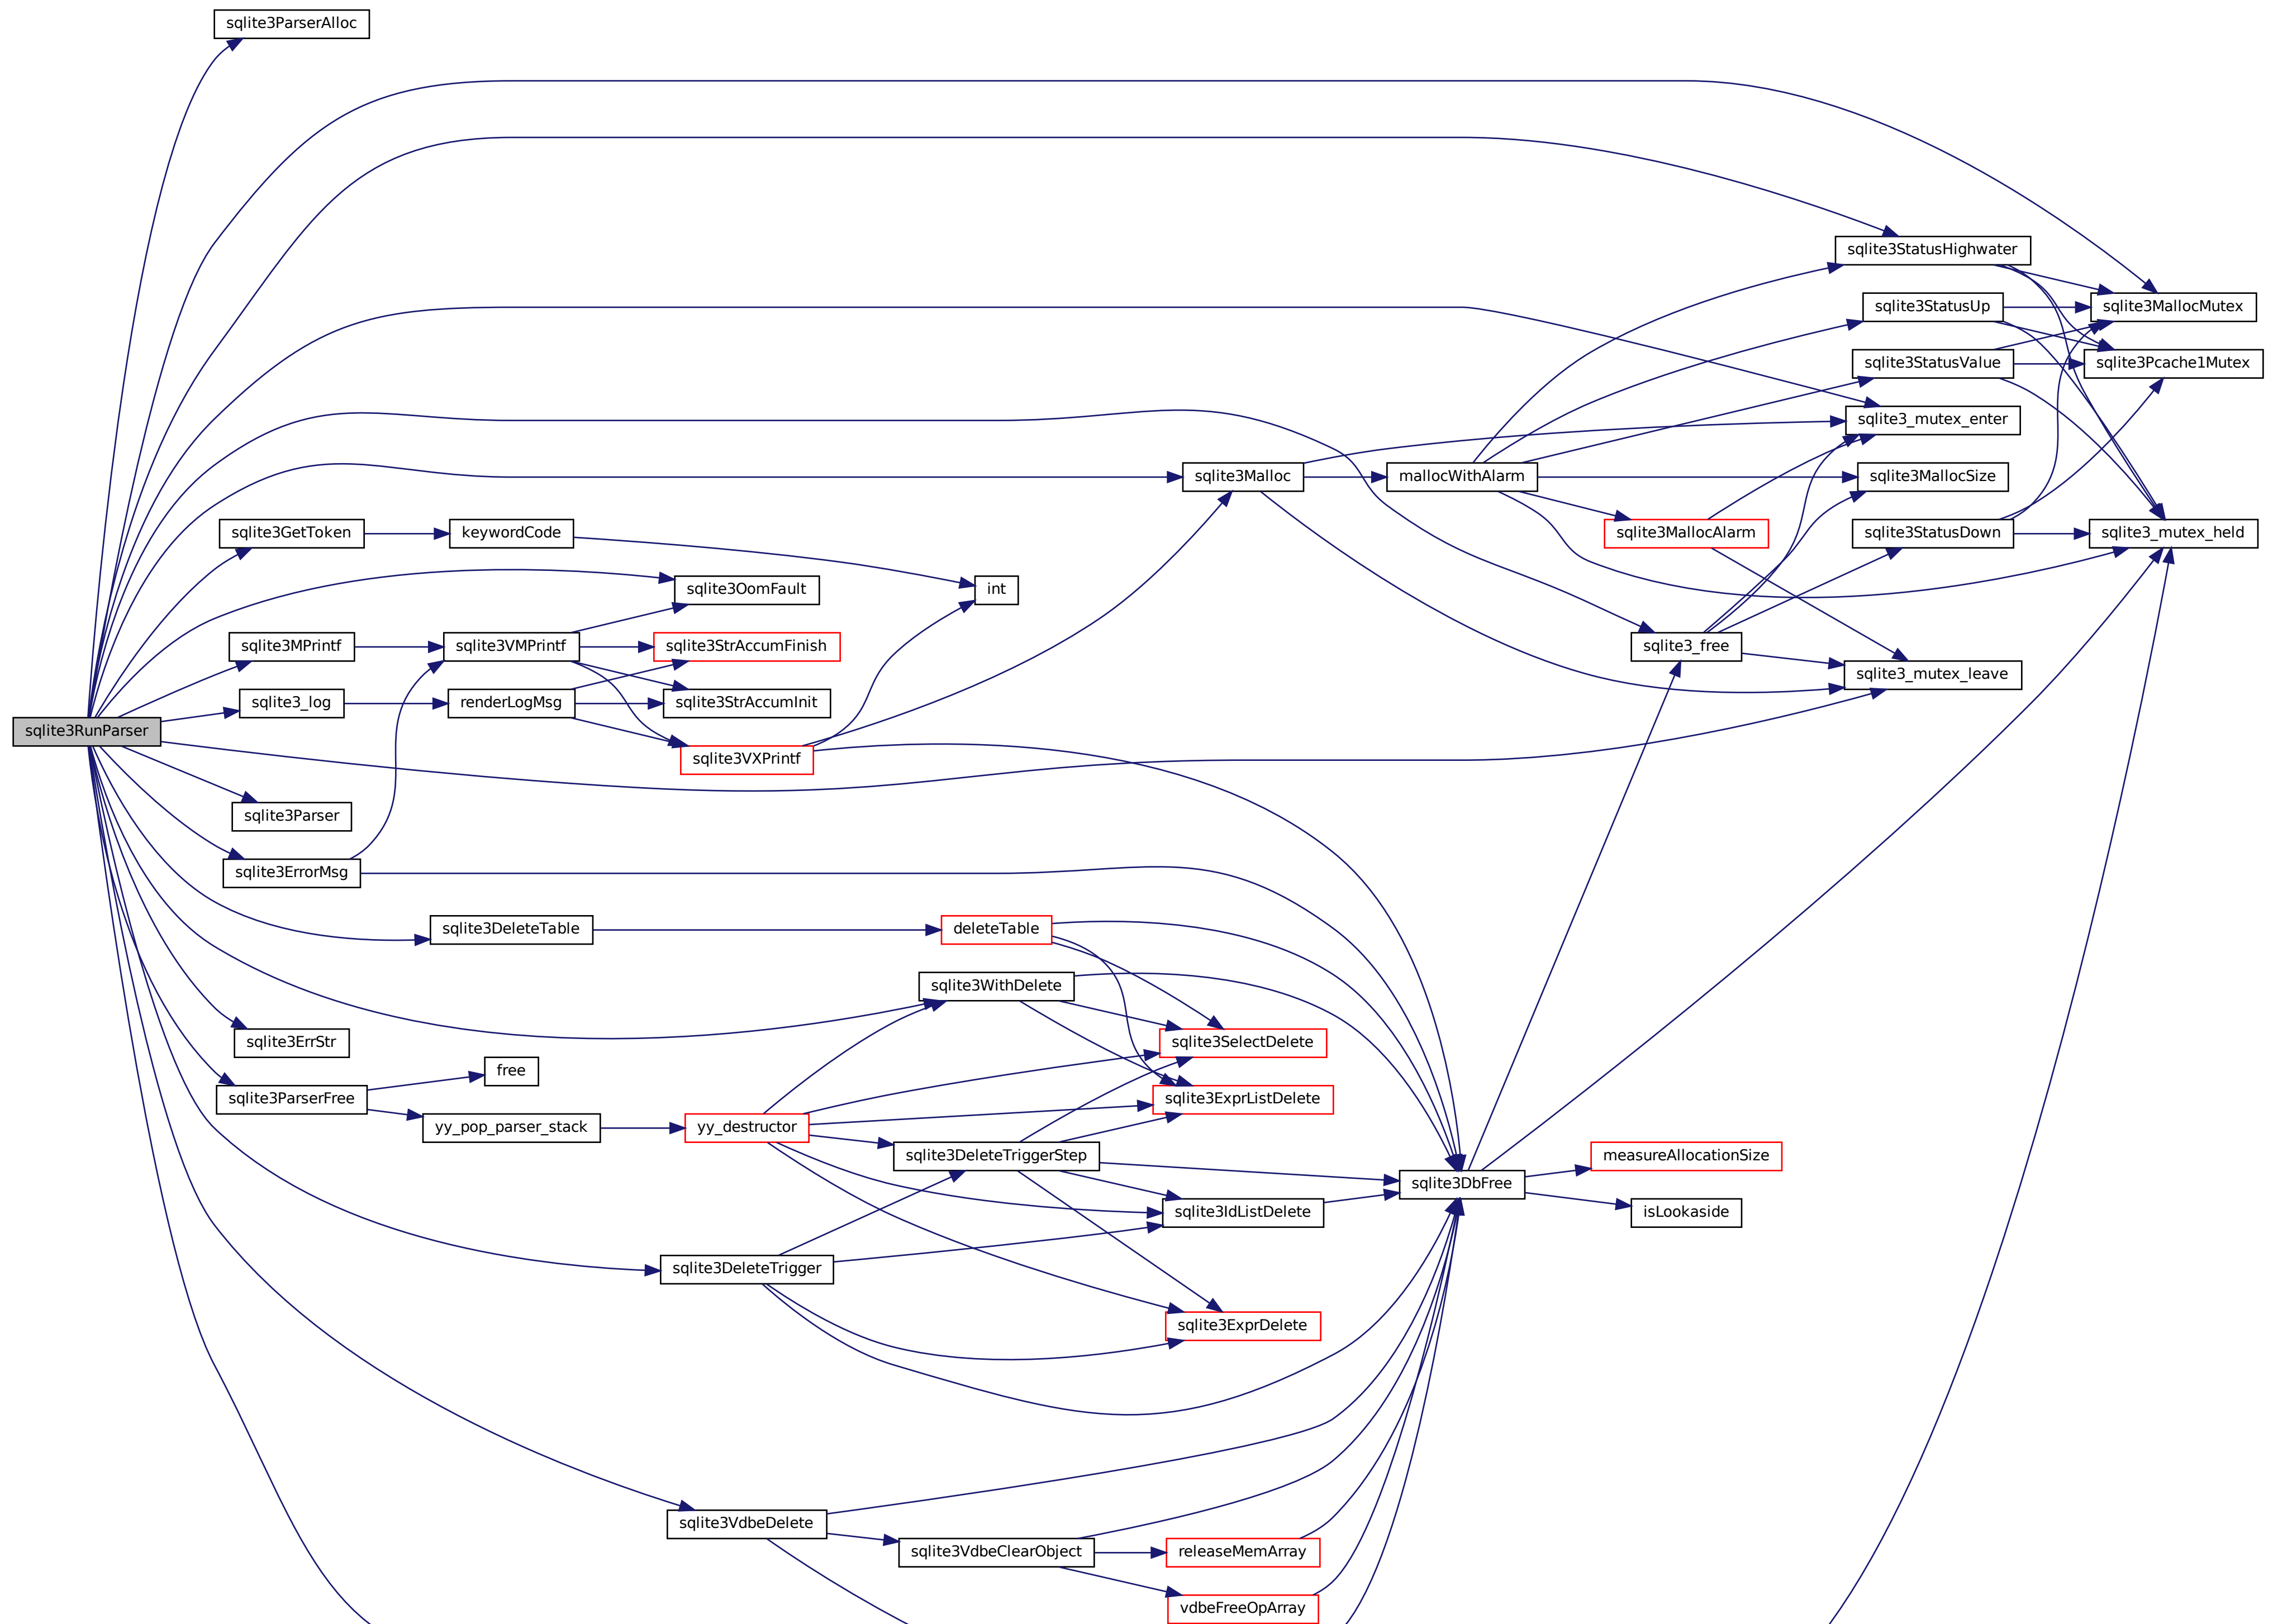 sqlite3ParserAlloc
sqlite3StatusHighwater
sqlite3StatusUp
sqlite3MallocMutex
sqlite3StatusValue
sqlite3Pcache1Mutex
sqlite3_mutex_enter
sqlite3Malloc
mallocWithAlarm
sqlite3MallocSize
sqlite3GetToken
keywordCode
sqlite3MallocAlarm
sqlite3StatusDown
sqlite3_mutex_held
sqlite3OomFault
int
sqlite3MPrintf
sqlite3VMPrintf
sqlite3StrAccumFinish
sqlite3_free
sqlite3_mutex_leave
sqlite3_log
renderLogMsg
sqlite3StrAccumInit
sqlite3RunParser
sqlite3VXPrintf
sqlite3Parser
sqlite3ErrorMsg
sqlite3DeleteTable
deleteTable
sqlite3WithDelete
sqlite3ErrStr
sqlite3SelectDelete
free
sqlite3ParserFree
sqlite3ExprListDelete
yy_pop_parser_stack
yy_destructor
sqlite3DeleteTriggerStep
measureAllocationSize
sqlite3DbFree
sqlite3IdListDelete
isLookaside
sqlite3DeleteTrigger
sqlite3ExprDelete
sqlite3VdbeDelete
sqlite3VdbeClearObject
releaseMemArray
vdbeFreeOpArray